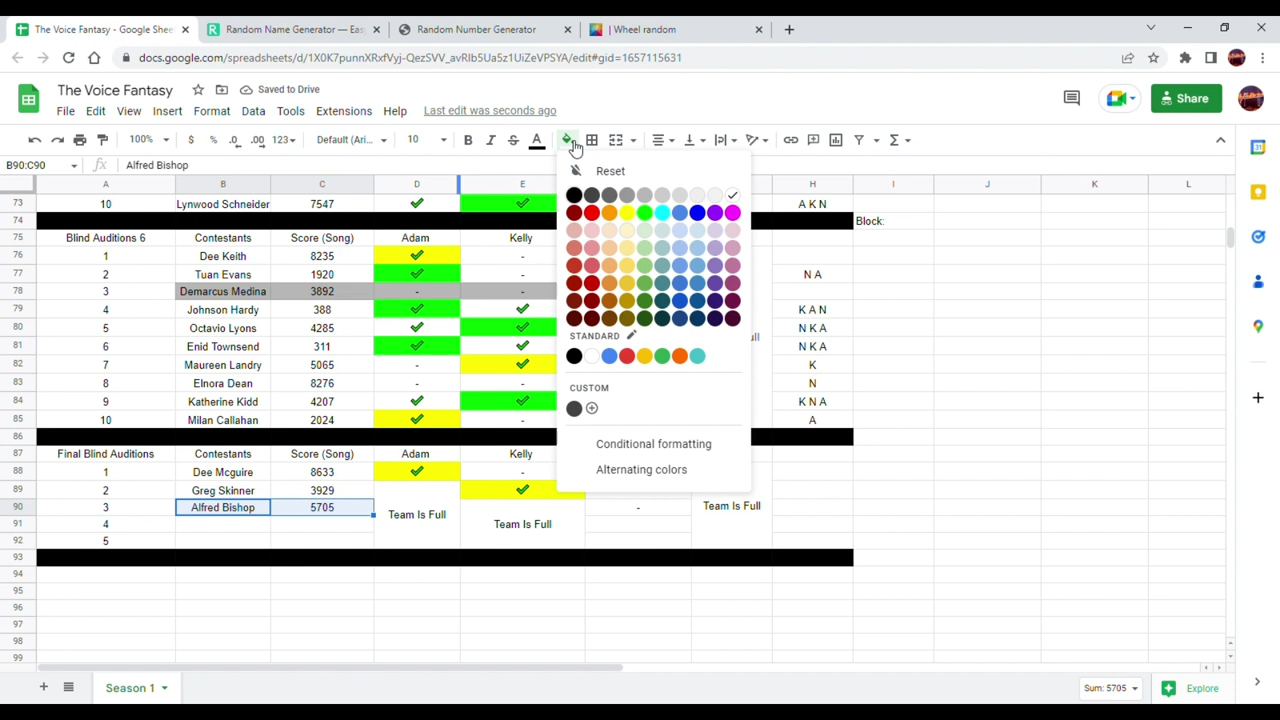 The Voice Fantasy - Google Shee
Random Name Generator — Eas
Random Number Generator
| Wheel random
docs.google.com/spreadsheets/d/1X0K7punnXRxfVyj-QezSVV_avRIb5Ua5z1UiZeVPSYA/edit#gid=1657115631
The Voice Fantasy Saved to Drive
File Edit View Insert Format Data Tools Extensions Help Last edit was seconds ago
Share
100% $ % .0 .00 123 Default (Ari... 10 B I S A
B90:C90 fx Alfred Bishop
Reset
A B C D E H I J K L
73 10 Lynwood Schneider 7547 ✔ ✔ A K N
74 Block:
75 Blind Auditions 6 Contestants Score (Song) Adam Kelly
76 1 Dee Keith 8235 ✔ -
77 2 Tuan Evans 1920 ✔ - N A
78 3 Demarcus Medina 3892 - -
79 4 Johnson Hardy 388 ✔ ✔ K A N
80 5 Octavio Lyons 4285 ✔ ✔ N K A
81 6 Enid Townsend 311 ✔ ✔ N K A
STANDARD
ull
82 7 Maureen Landry 5065 - ✔ K
83 8 Elnora Dean 8276 - - N
CUSTOM
84 9 Katherine Kidd 4207 ✔ ✔ K N A
85 10 Milan Callahan 2024 ✔ - A
86
Conditional formatting
87 Final Blind Auditions Contestants Score (Song) Adam Kelly
88 1 Dee Mcguire 8633 ✔ -
Alternating colors
89 2 Greg Skinner 3929 ✔
90 3 Alfred Bishop 5705 Team Is Full - Team Is Full
91 4 Team Is Full
92 5
93
94
95
96
97
98
99
Season 1 Sum: 5705 Explore